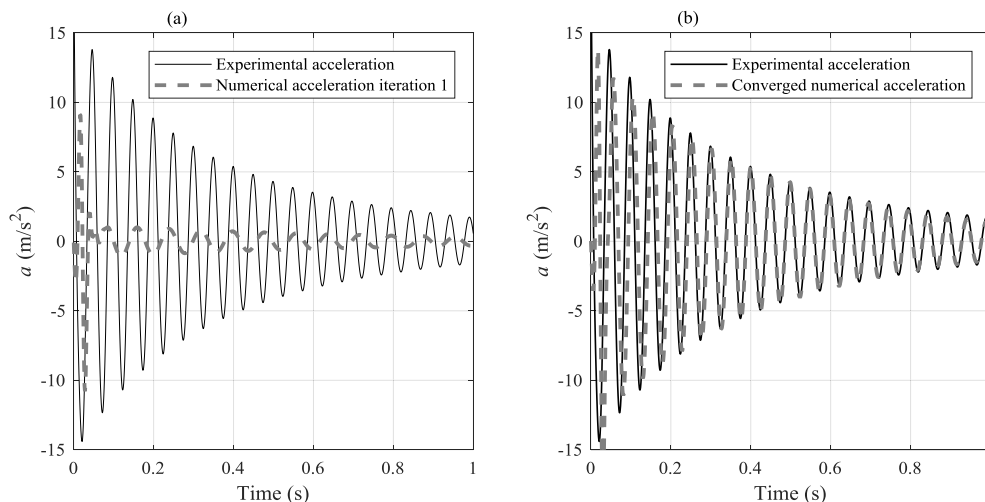 (a)
15
10
5
0
-5
-10
-15
a (m/s²)
Experimental acceleration
Numerical acceleration iteration 1
0 0.2 0.4 0.6 0.8 1
Time (s)
(b)
15
10
5
0
-5
-10
-15
a (m/s²)
Experimental acceleration
Converged numerical acceleration
0 0.2 0.4 0.6 0.8
Time (s)